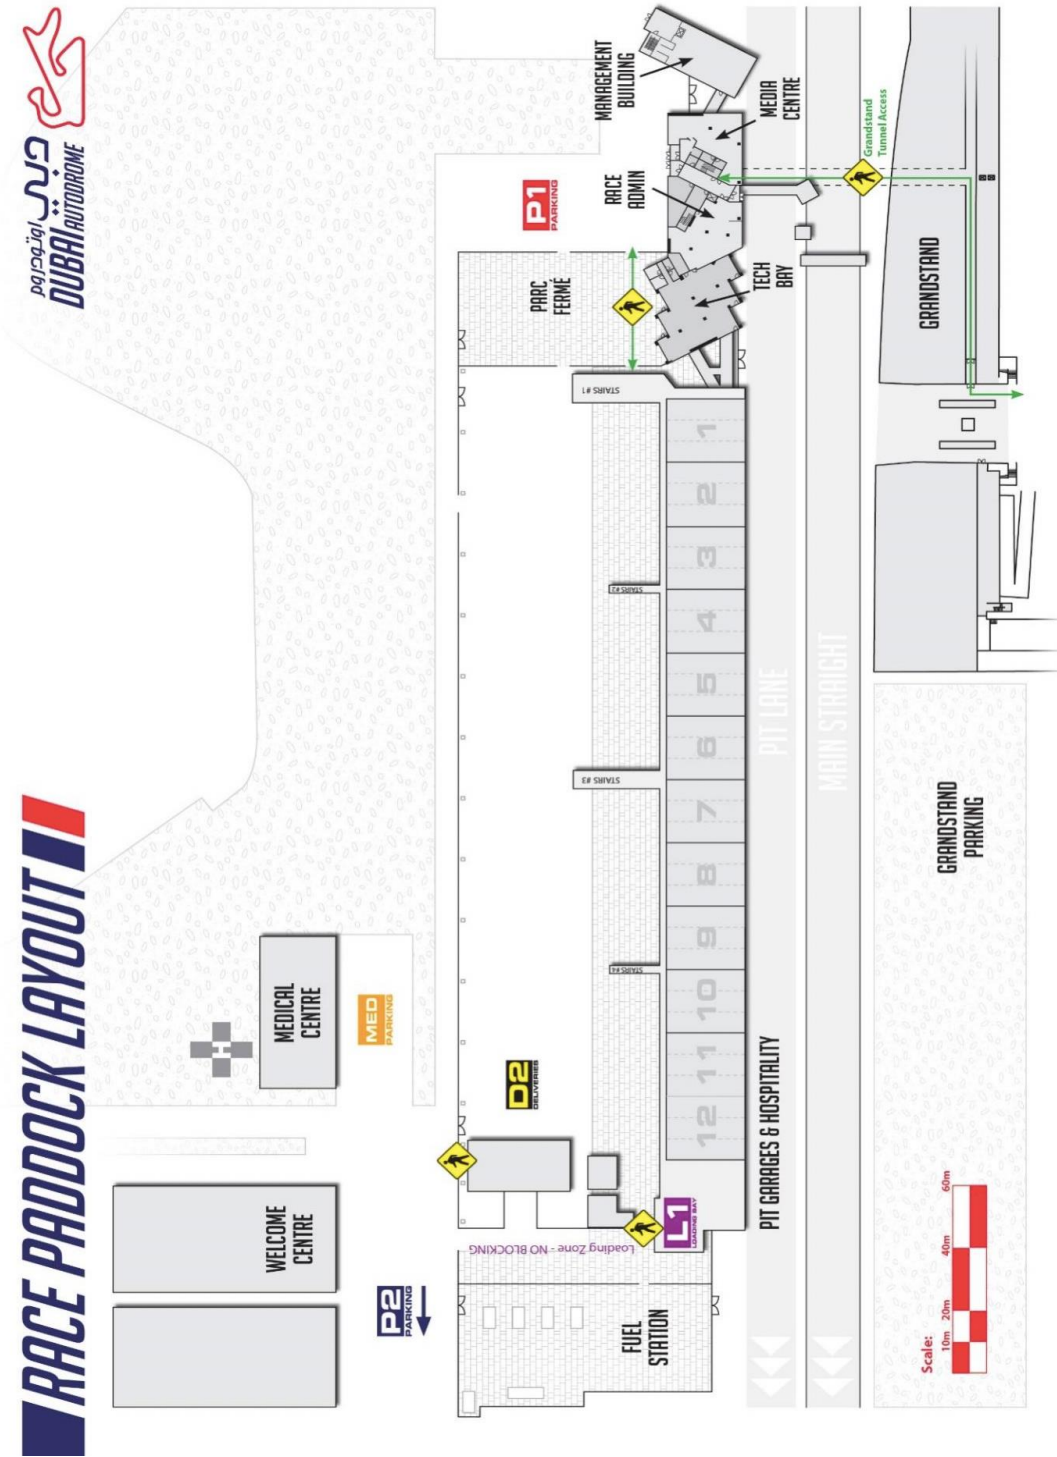 RACE PADDOCK LAYOUT
دبي أوتودروم
DUBAI AUTODROME
WELCOME
CENTRE
MEDICAL
CENTRE
MED
PARKING
P2
PARKING
D2
DELIVERIES
P1
PARKING
PARC
FERMÉ
MANAGEMENT
BUILDING
RACE
ADMIN
MEDIA
CENTRE
TECH
BAY
STAIRS #1
STAIRS #2
STAIRS #3
STAIRS #4
Loading Zone - NO BLOCKING
FUEL
STATION
L1
LOADING BAY
12
11
10
9
8
7
6
5
4
3
2
1
PIT GARAGES & HOSPITALITY
PIT LANE
MAIN STRAIGHT
Grandstand
Tunnel Access
GRANDSTAND
GRANDSTAND
PARKING
Scale:
10m
20m
40m
60m